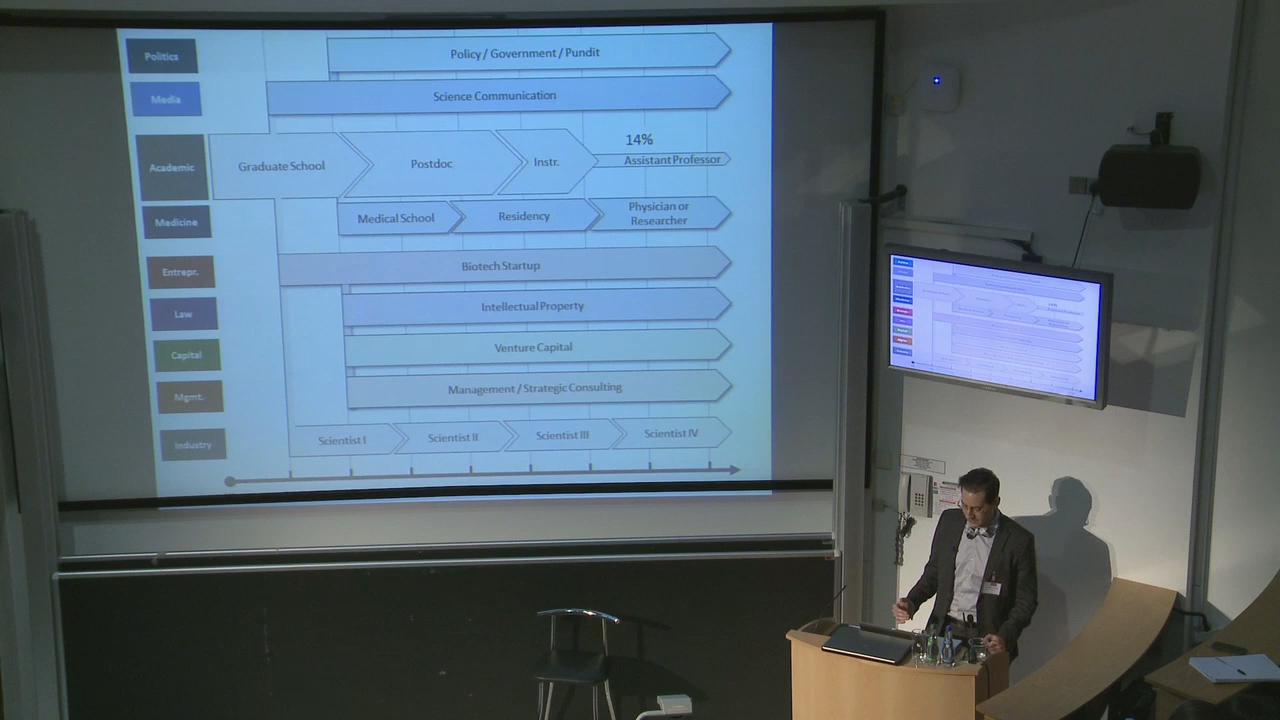 Politics
Policy / Government / Pundit
Media
Science Communication
Academic
Graduate School
Postdoc
Instr.
14%
Assistant Professor
Medicine
Medical School
Residency
Physician or
Researcher
Entrepr.
Biotech Startup
Law
Intellectual Property
Capital
Venture Capital
Mgmt.
Management / Strategic Consulting
Industry
Scientist I
Scientist II
Scientist III
Scientist IV